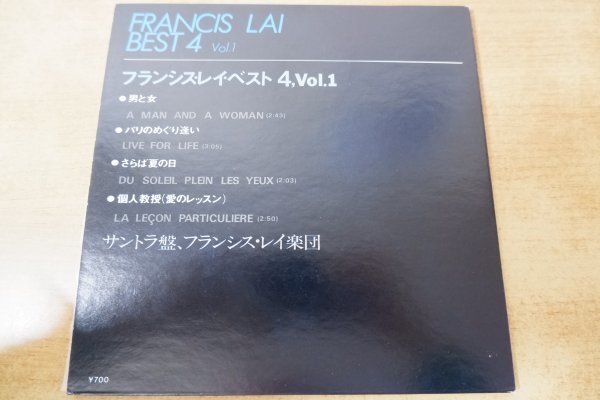 FRANCIS LAI
BEST 4 Vol.1
フランシス・レイ・ベスト 4,Vol.1
●男と女
A MAN AND A WOMAN (2:43)
●パリのめぐり逢い
LIVE FOR LIFE (3:05)
●さらば夏の日
DU SOLEIL PLEIN LES YEUX (2:03)
●個人教授(愛のレッスン)
LA LEÇON PARTICULIERE (2:50)
サントラ盤、フランシス・レイ楽団
¥700